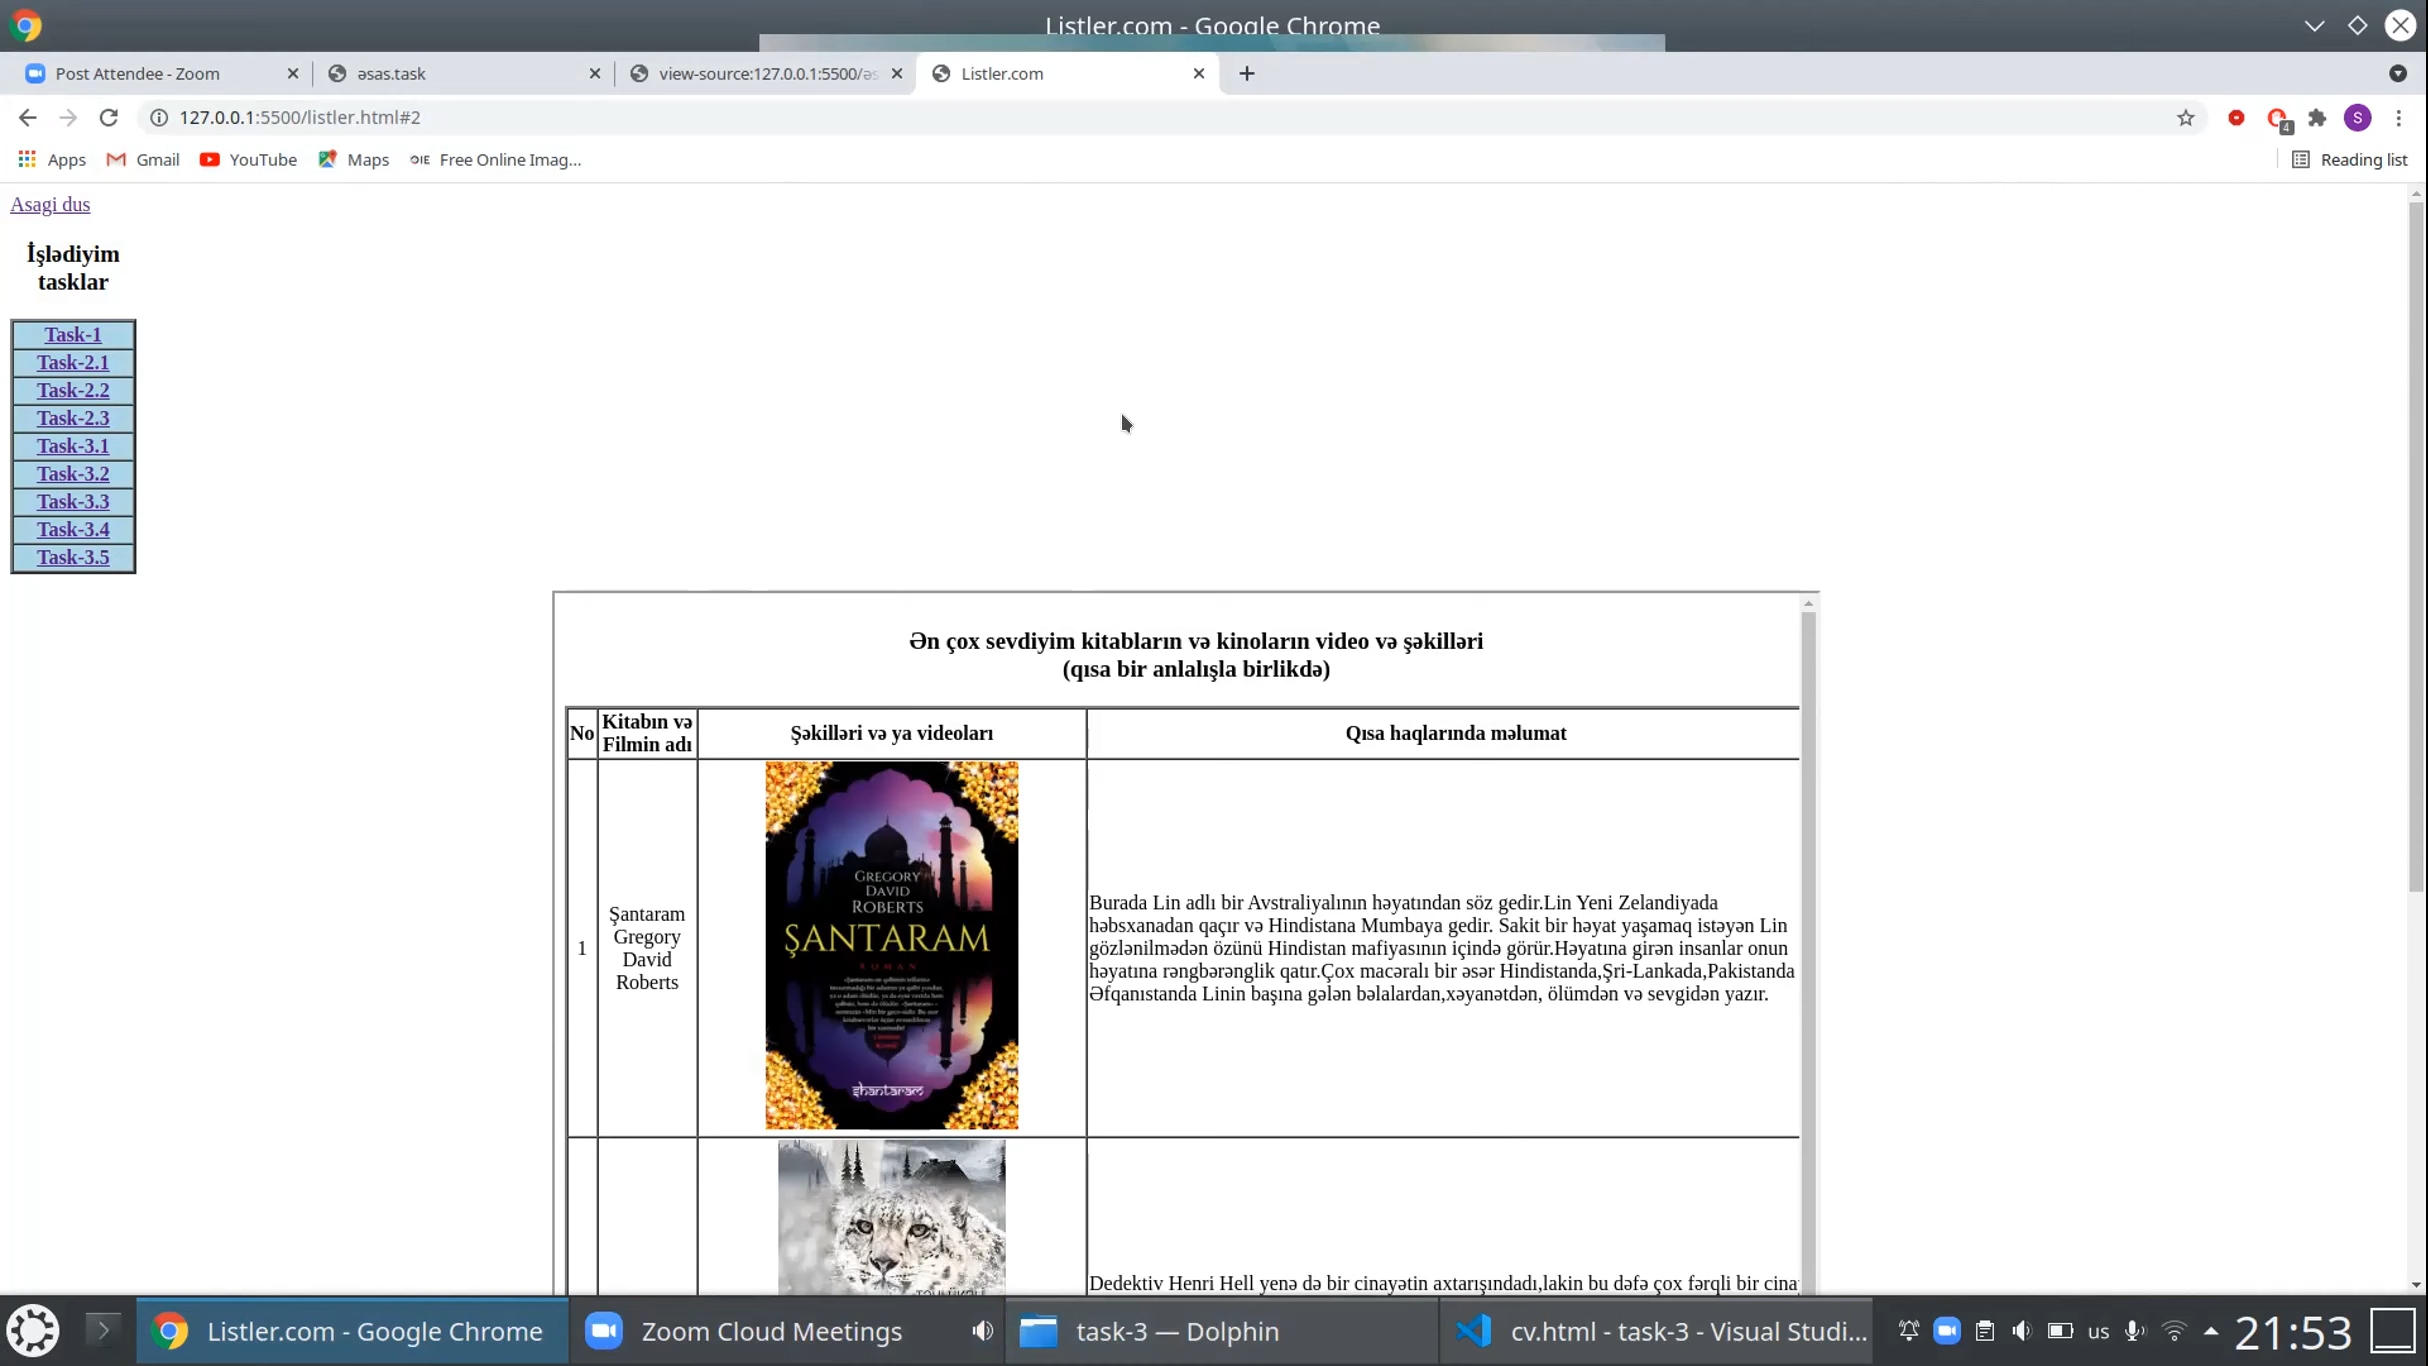 Listler.com - Google Chrome
Post Attendee - Zoom
əsas.task
view-source:127.0.0.1:5500/əs
Listler.com
127.0.0.1:5500/listler.html#2
S
4
Apps
Gmail
YouTube
Maps
OIE Free Online Imag...
Reading list
Asagi dus
İşlədiyim
tasklar
Task-1
Task-2.1
Task-2.2
Task-2.3
Task-3.1
Task-3.2
Task-3.3
Task-3.4
Task-3.5
Ən çox sevdiyim kitabların və kinoların video və şəkilləri
(qısa bir anlalışla birlikdə)
No
Kitabın və
Filmin adı
Şəkilləri və ya videoları
Qısa haqlarında məlumat
1
Şantaram
Gregory
David
Roberts
GREGORY
DAVID
ROBERTS
ŞANTARAM
ROMAN
shantaram
Burada Lin adlı bir Avstraliyalının həyatından söz gedir.Lin Yeni Zelandiyada
həbsxanadan qaçır və Hindistana Mumbaya gedir. Sakit bir həyat yaşamaq istəyən Lin
gözlənilmədən özünü Hindistan mafiyasının içində görür.Həyatına girən insanlar onun
həyatına rəngbərənglik qatır.Çox macəralı bir əsər Hindistanda,Şri-Lankada,Pakistanda
Əfqanıstanda Linin başına gələn bəlalardan,xəyanətdən, ölümdən və sevgidən yazır.
Dedektiv Henri Hell yenə də bir cinayətin axtarışındadı,lakin bu dəfə çox fərqli bir cina
Listler.com - Google Chrome
Zoom Cloud Meetings
task-3 — Dolphin
cv.html - task-3 - Visual Studi...
us
21:53